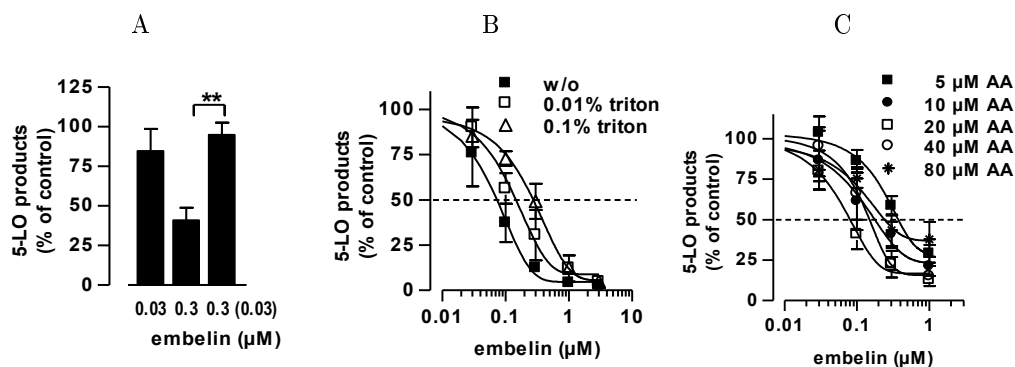 A
B
C
125
100
75
50
25
0
5-LO products
(% of control)
**
0.03 0.3 0.3 (0.03)
embelin (µM)
w/o
0.01% triton
0.1% triton
100
75
50
25
0
5-LO products
(% of control)
0.01 0.1 1 10
embelin (µM)
5 µM AA
10 µM AA
20 µM AA
40 µM AA
80 µM AA
100
75
50
25
0
5-LO products
(% of control)
0.01 0.1 1
embelin (µM)